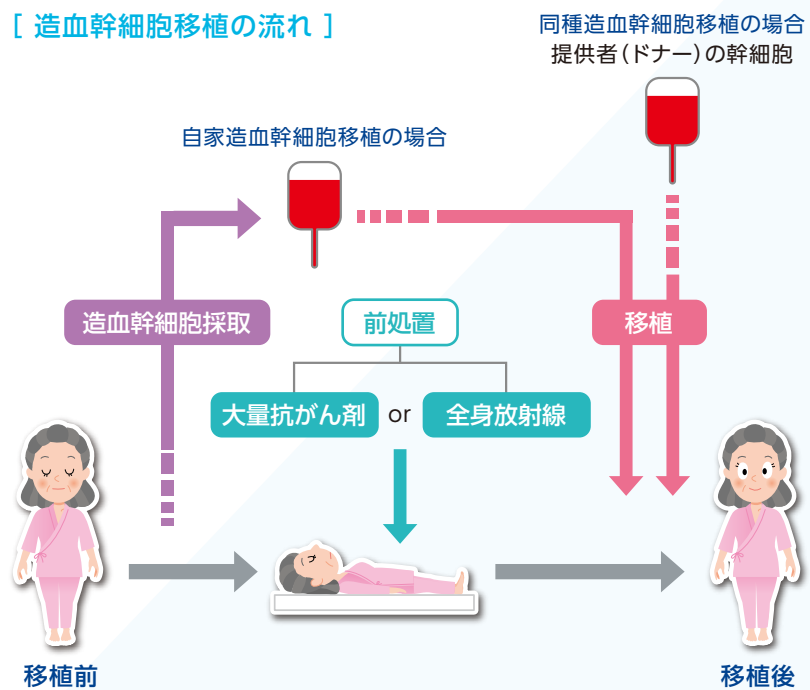 [ 造血幹細胞移植の流れ ]
同種造血幹細胞移植の場合
提供者(ドナー)の幹細胞
自家造血幹細胞移植の場合
造血幹細胞採取
前処置
移植
大量抗がん剤 or 全身放射線
移植前
移植後